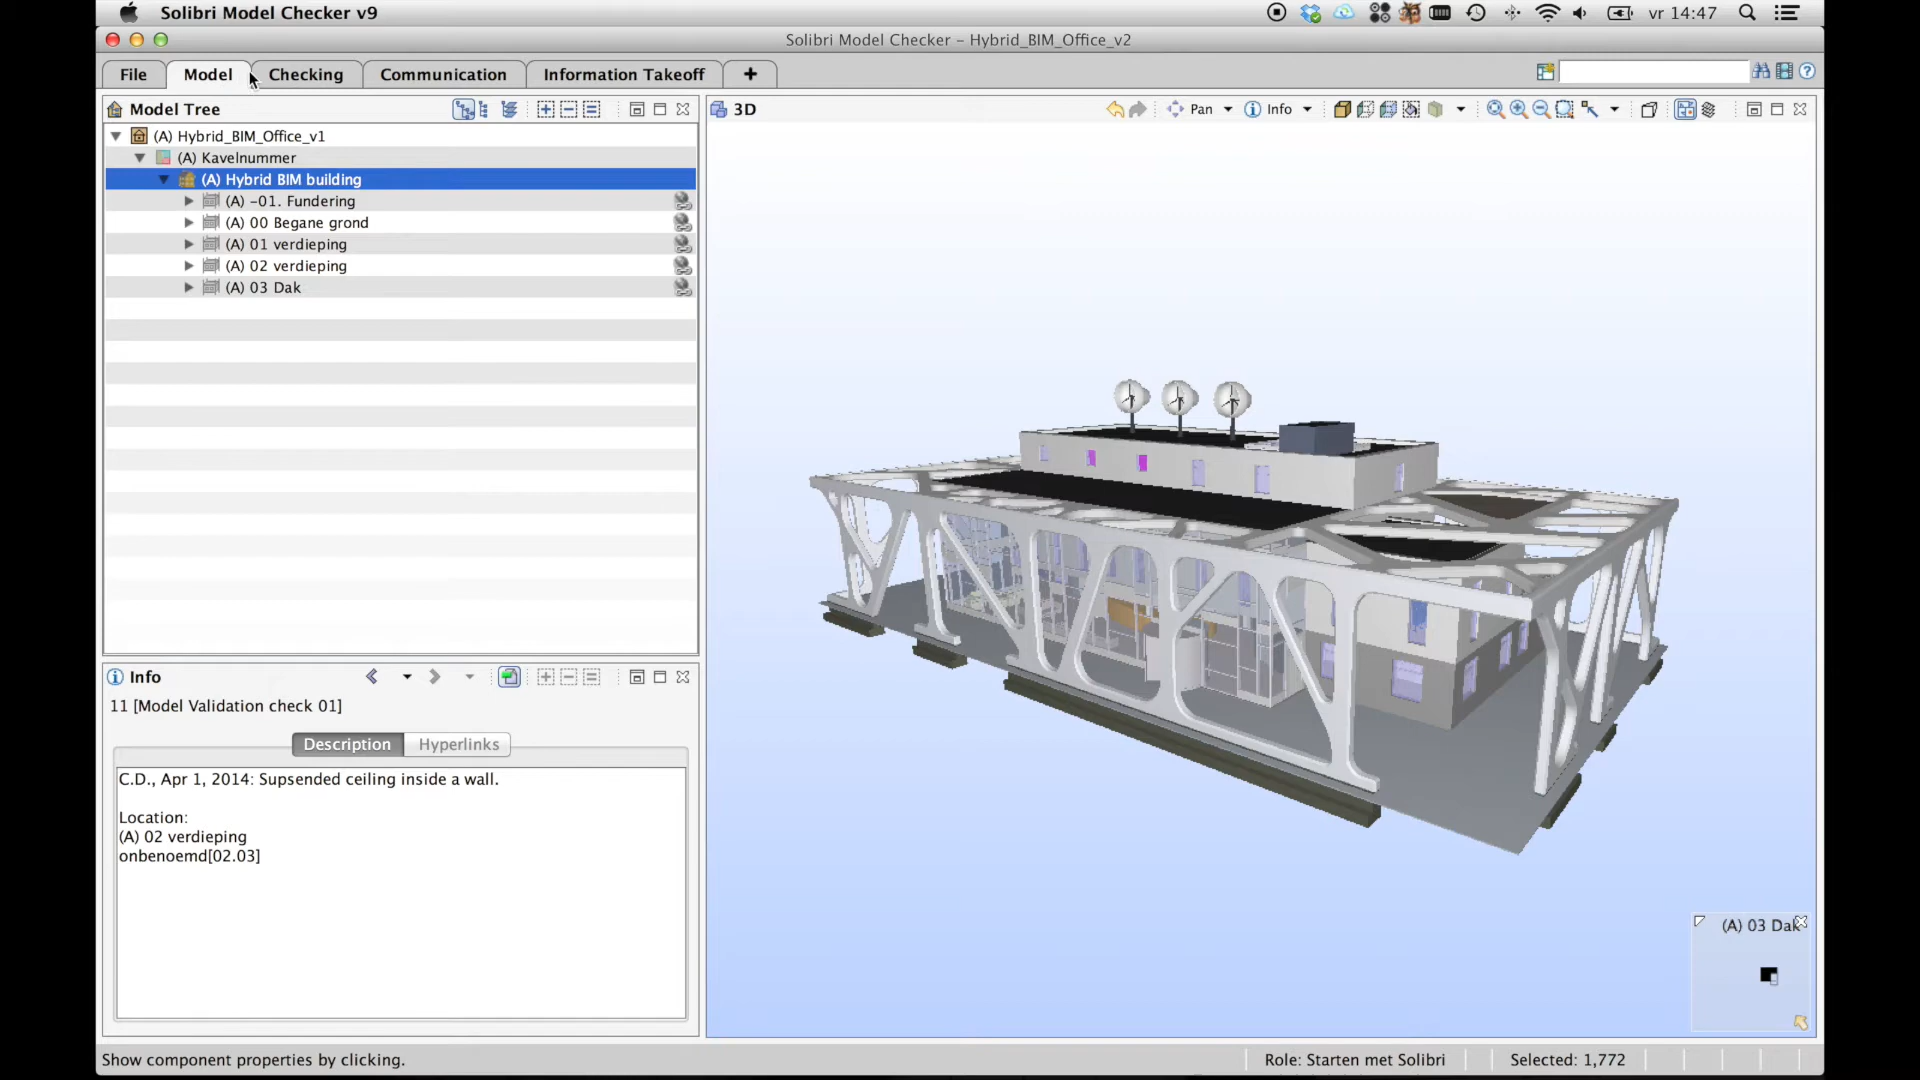 Solibri Model Checker v9
vr 14:47
Solibri Model Checker – Hybrid_BIM_Office_v2
File
Model
Checking
Communication
Information Takeoff
+
Model Tree
(A) Hybrid_BIM_Office_v1
(A) Kavelnummer
(A) Hybrid BIM building
(A) -01. Fundering
(A) 00 Begane grond
(A) 01 verdieping
(A) 02 verdieping
(A) 03 Dak
3D
Pan
Info
Info
11 [Model Validation check 01]
Description
Hyperlinks
C.D., Apr 1, 2014: Supsended ceiling inside a wall.
Location:
(A) 02 verdieping
onbenoemd[02.03]
(A) 03 Dak
Show component properties by clicking.
Role: Starten met Solibri
Selected: 1,772